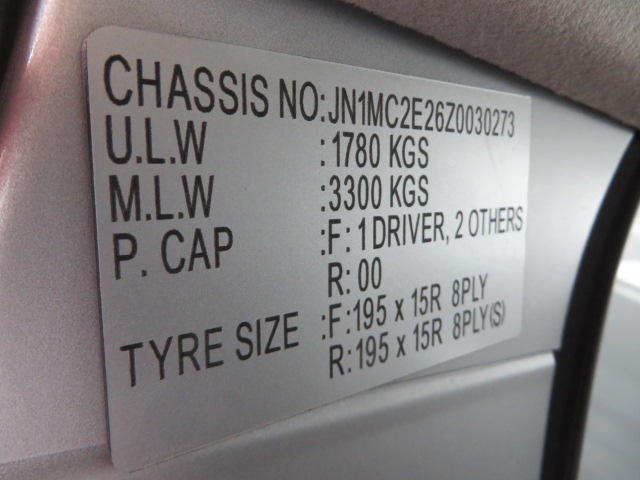 CHASSIS NO:JN1MC2E26Z0030273
U.L.W :1780 KGS
M.L.W :3300 KGS
P. CAP :F: 1 DRIVER, 2 OTHERS
R: 00
TYRE SIZE :F:195 x 15R 8PLY
R:195 x 15R 8PLY(S)